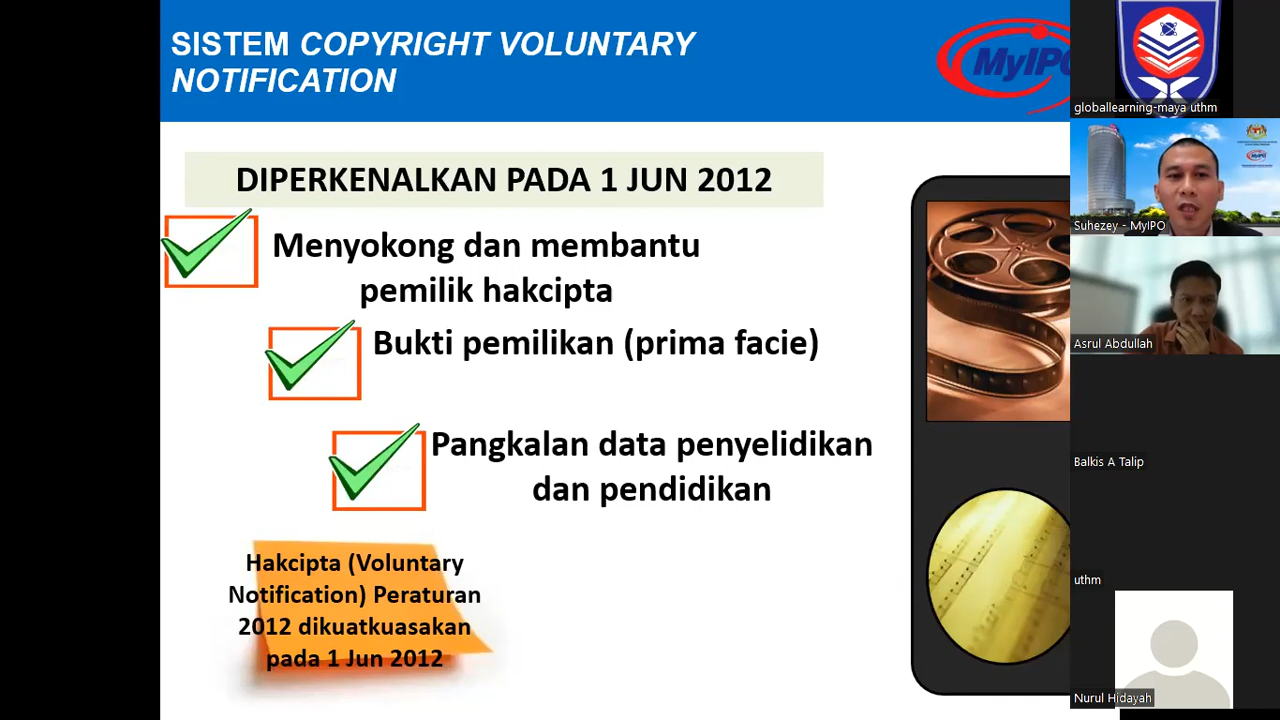 SISTEM COPYRIGHT VOLUNTARY
NOTIFICATION
MyIPO
DIPERKENALKAN PADA 1 JUN 2012
Menyokong dan membantu
pemilik hakcipta
Bukti pemilikan (prima facie)
Pangkalan data penyelidikan
dan pendidikan
Hakcipta (Voluntary
Notification) Peraturan
2012 dikuatkuasakan
pada 1 Jun 2012
globallearning-maya uthm
Suhezey - MyIPO
Asrul Abdullah
Balkis A Talip
uthm
Nurul Hidayah